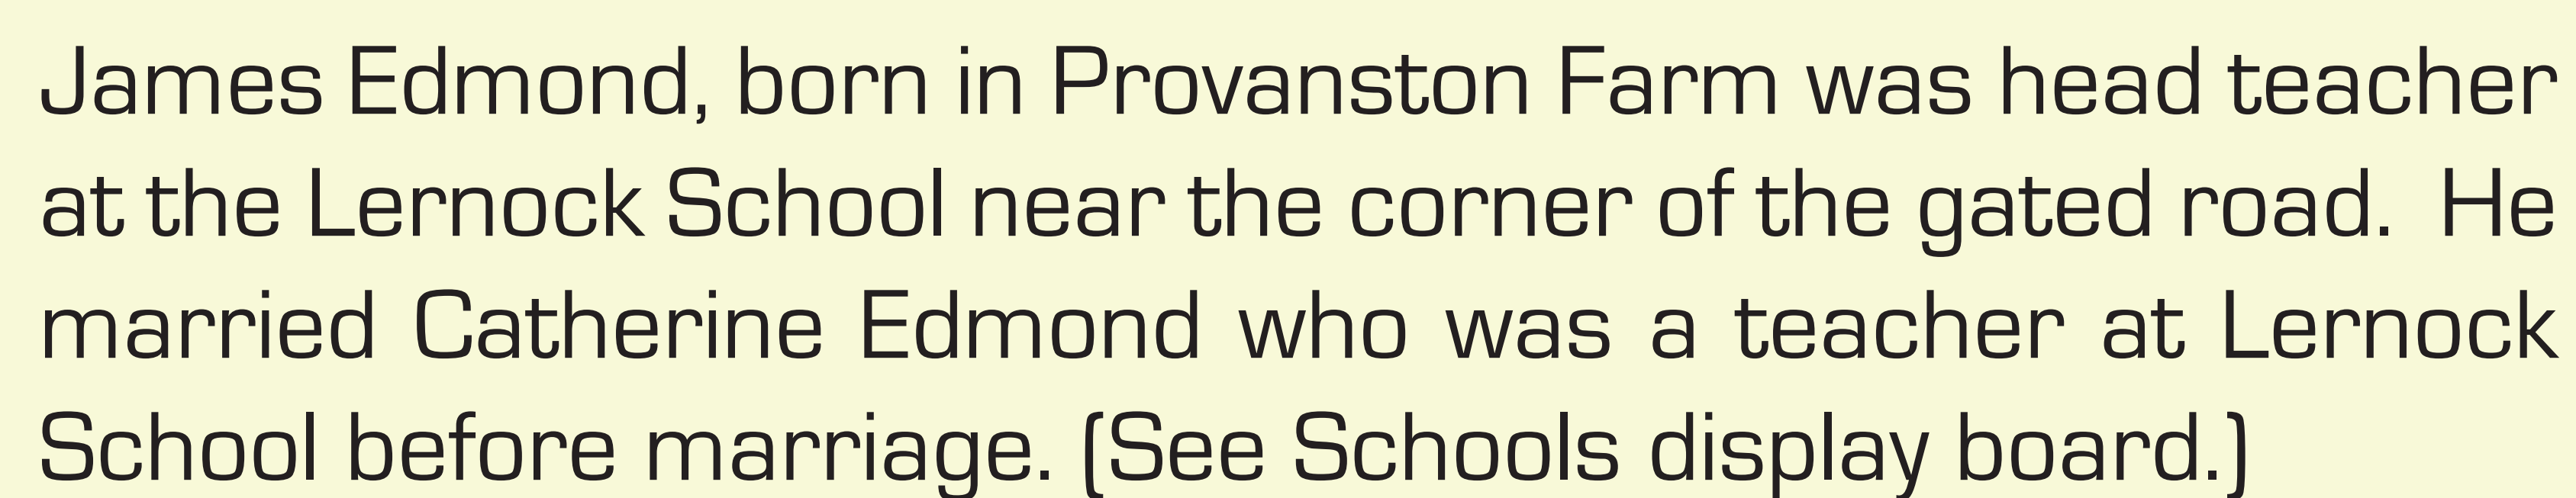 James Edmond, born in Provanston Farm was head teacher
at the Lernock School near the corner of the gated road.  He
married Catherine Edmond who was a teacher at Lernock
School before marriage. (See Schools display board.)